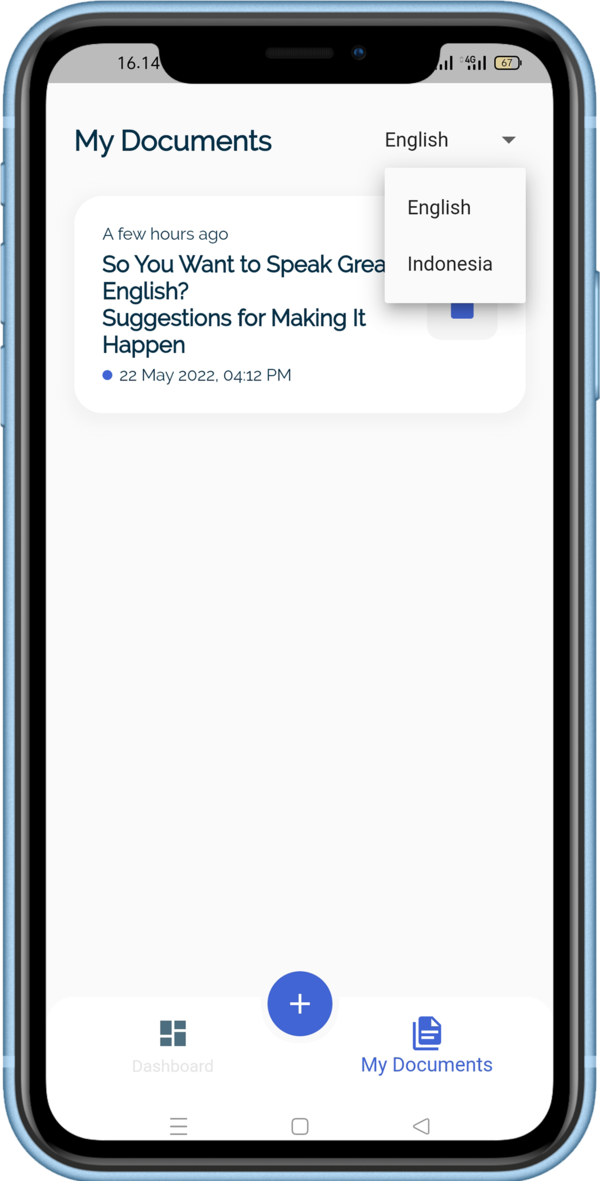 16.14
4G
67
My Documents
English
English
Indonesia
A few hours ago
So You Want to Speak Grea
English?
Suggestions for Making It
Happen
22 May 2022, 04:12 PM
Dashboard
My Documents